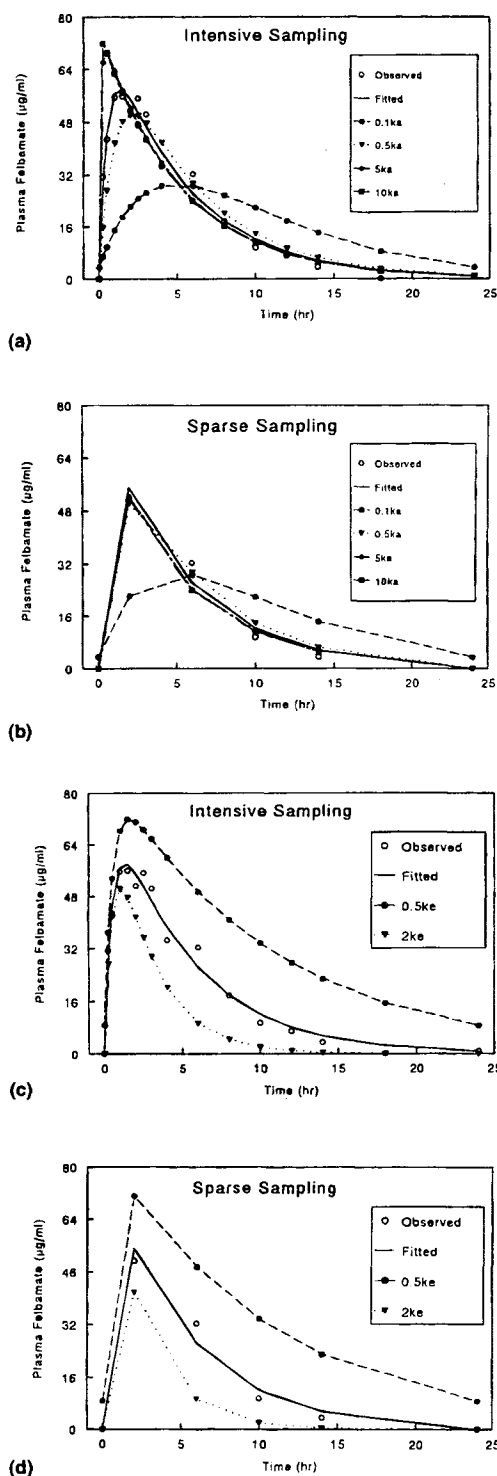 Intensive Sampling
Plasma Felbamate (µg/ml)
80
64
48
32
16
0
Observed
Fitted
0.1ka
0.5ka
5ka
10ka
0
5
10
15
20
25
Time (hr)
(a)
Sparse Sampling
Plasma Felbamate (µg/ml)
80
64
48
32
16
0
Observed
Fitted
0.1ka
0.5ka
5ka
10ka
0
5
10
15
20
25
Time (hr)
(b)
Intensive Sampling
Plasma Felbamate (µg/ml)
80
64
48
32
16
0
Observed
Fitted
0.5ke
2ke
0
5
10
15
20
25
Time (hr)
(c)
Sparse Sampling
Plasma Felbamate (µg/ml)
80
64
48
32
16
0
Observed
Fitted
0.5ke
2ke
0
5
10
15
20
25
Time (hr)
(d)